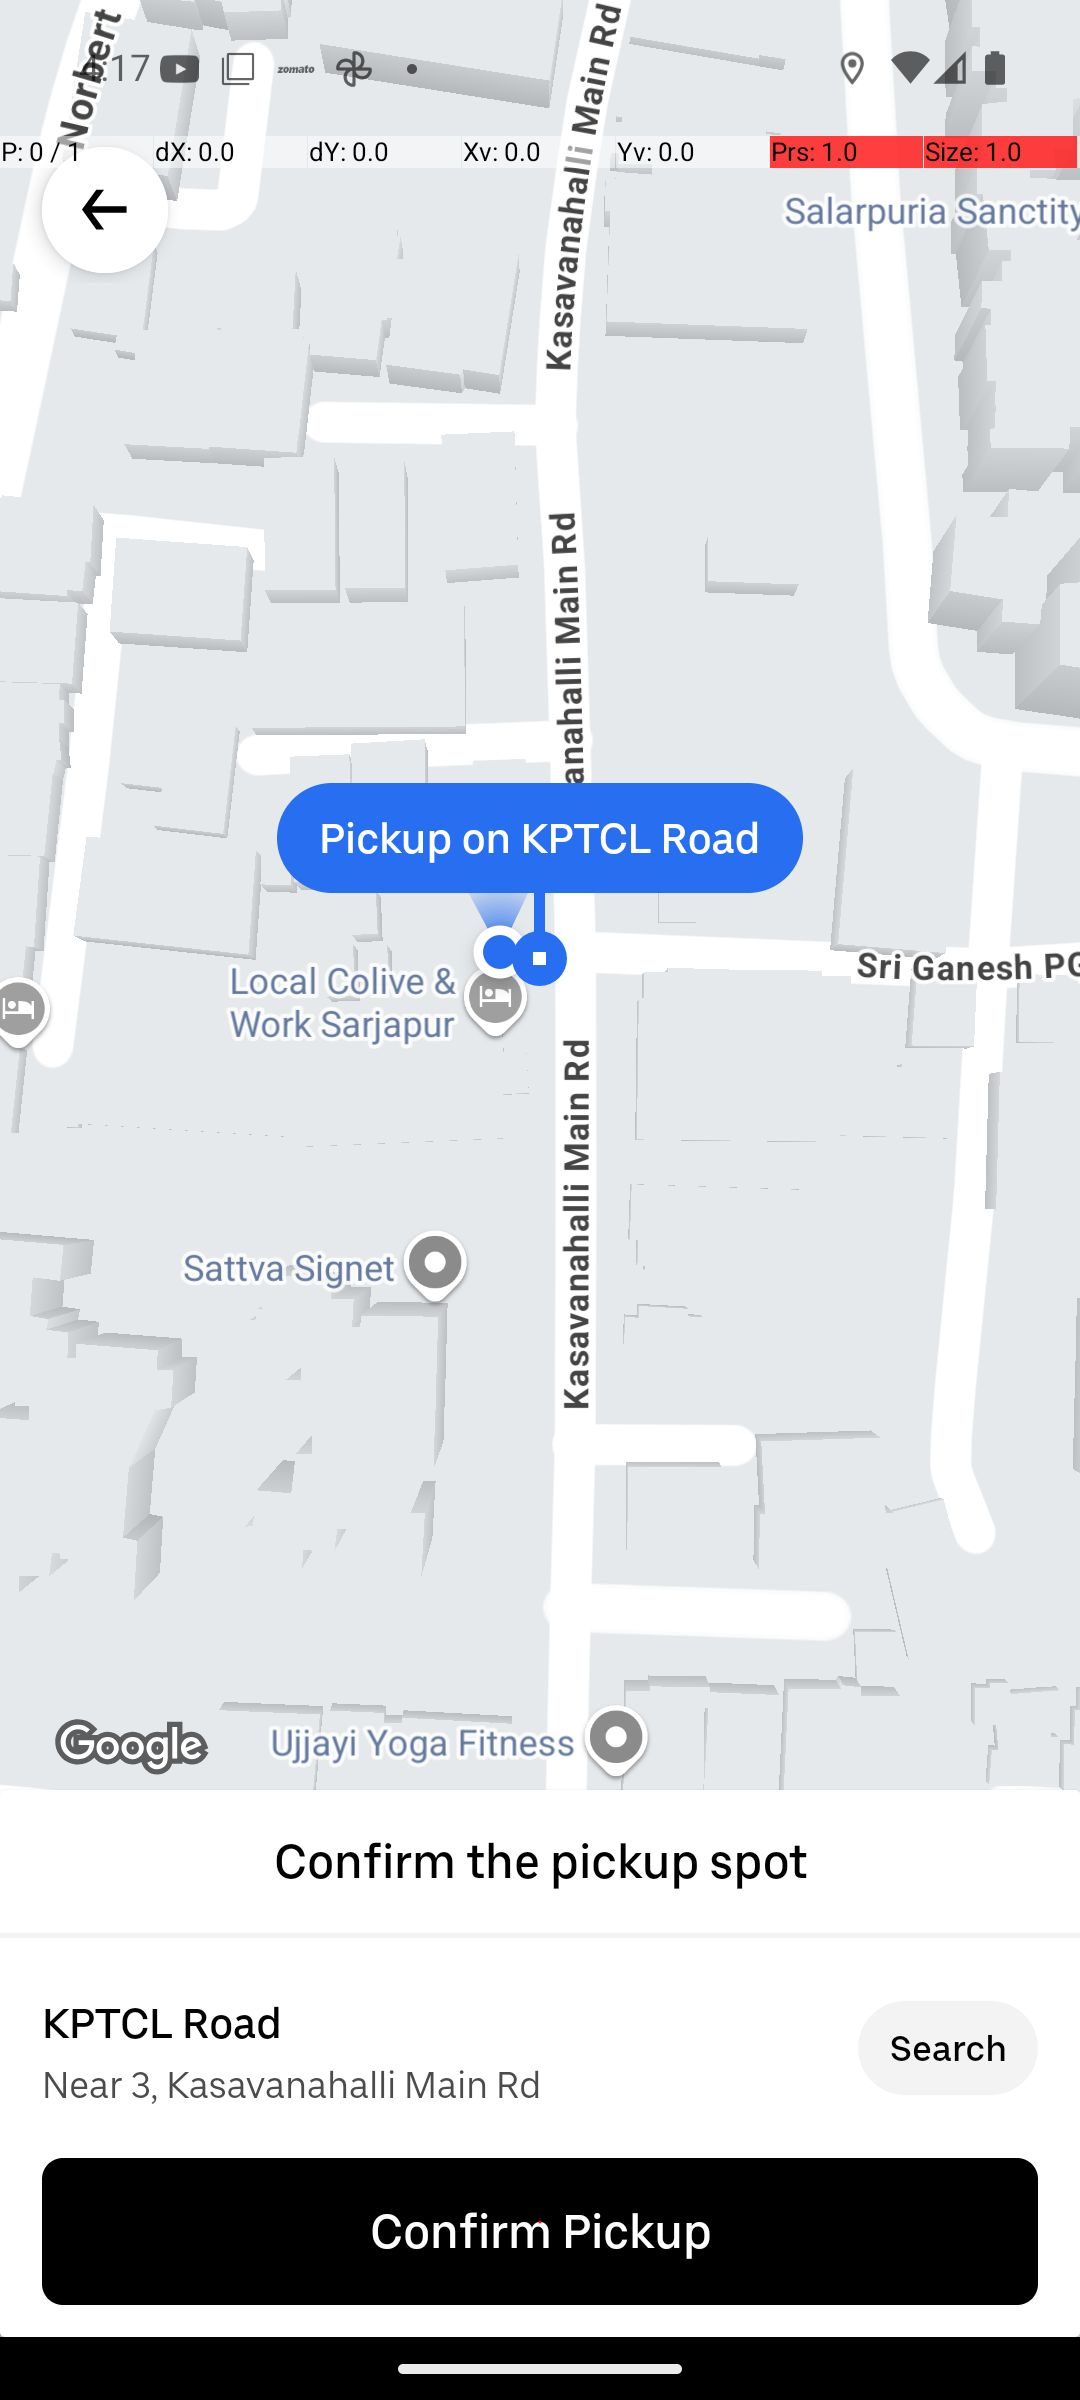 Norbert
:17
zomato
P: 0 / 1 dX: 0.0 dY: 0.0 Xv: 0.0 Yv: 0.0 Prs: 1.0 Size: 1.0
Kasavanahalli Main Rd
Salarpuria Sanctity
anahalli Main Rd
Pickup on KPTCL Road
Sri Ganesh PG
Local Colive &
Work Sarjapur
Kasavanahalli Main Rd
Sattva Signet
Ujjayi Yoga Fitness
Google
Confirm the pickup spot
KPTCL Road
Near 3, Kasavanahalli Main Rd
Search
Confirm Pickup